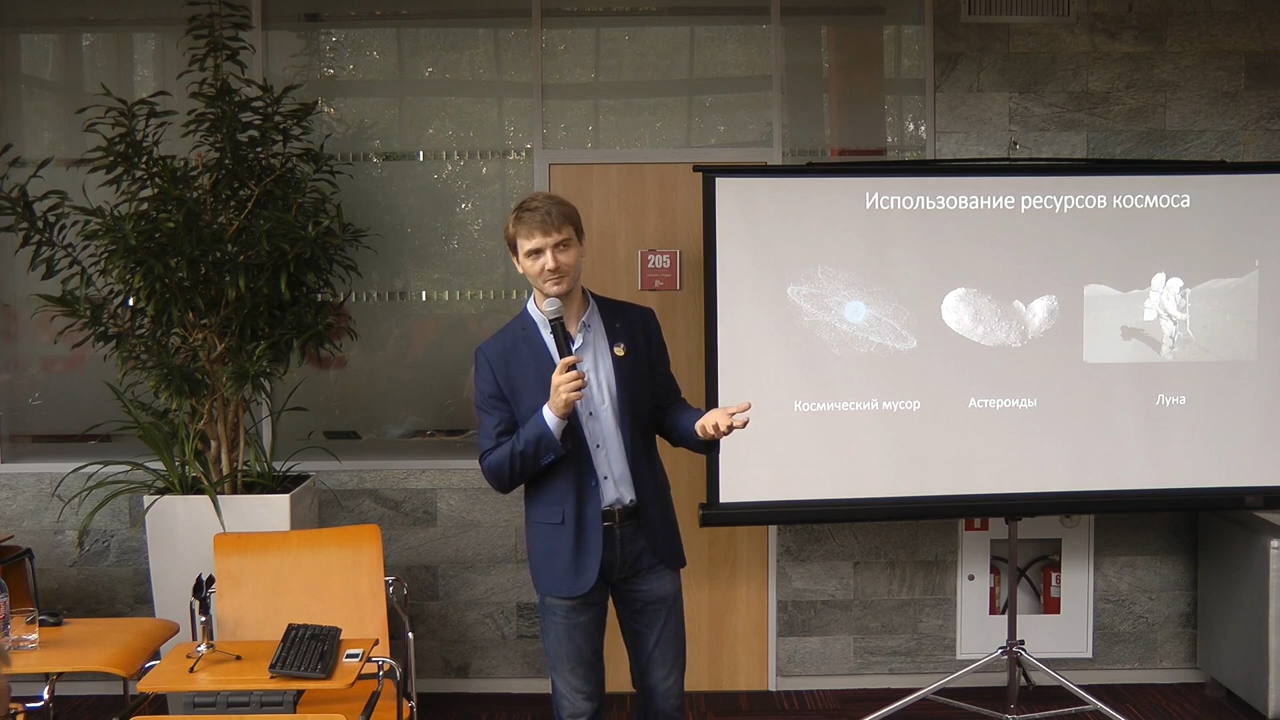 205
Использование ресурсов космоса
Космический мусор
Астероиды
Луна